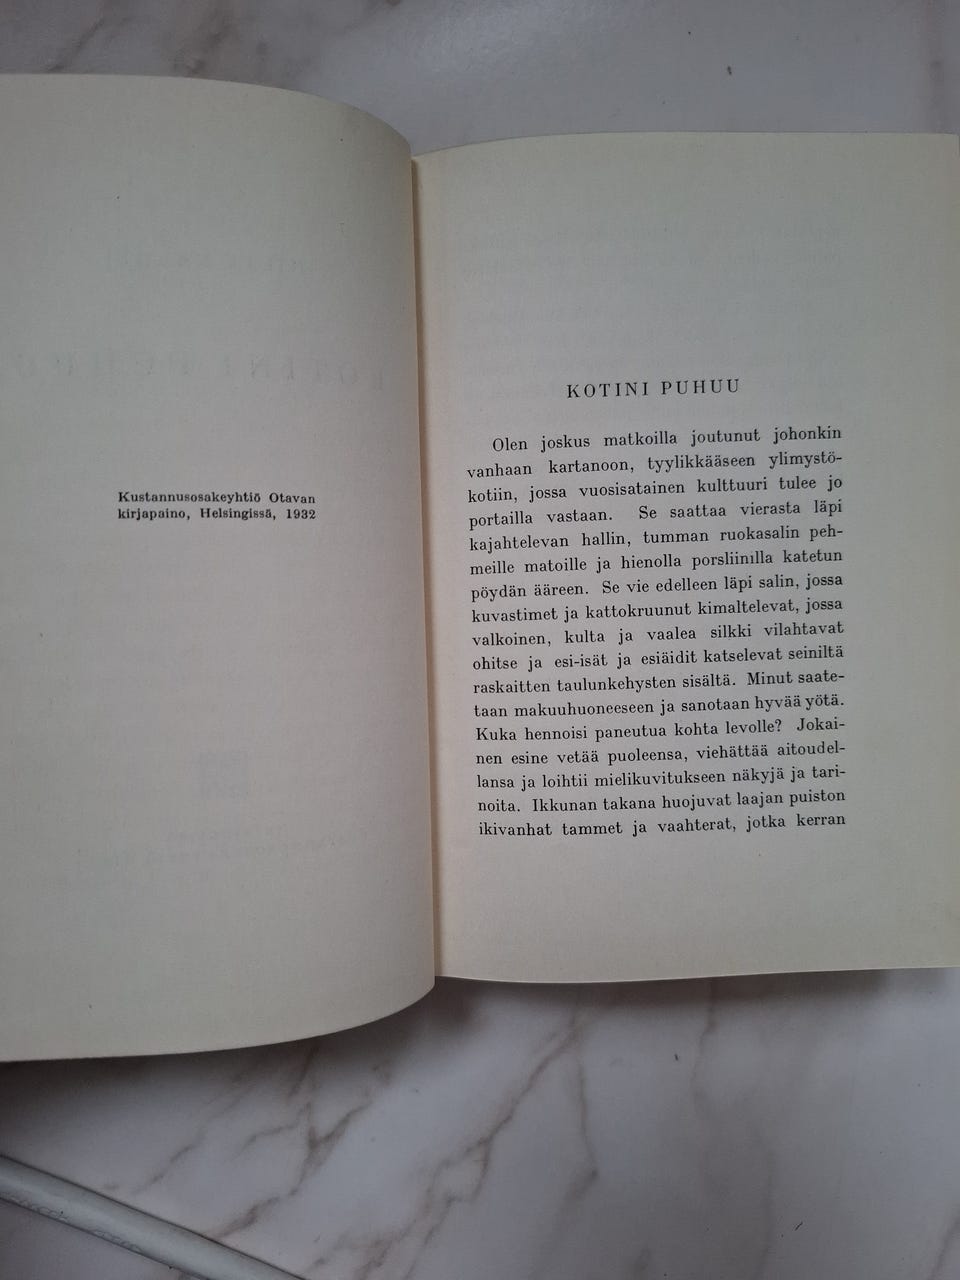 Kustannusosakeyhtiö Otavan
kirjapaino, Helsingissä, 1932
KOTINI PUHUU
Olen joskus matkoilla joutunut johonkin
vanhaan kartanoon, tyylikkääseen ylimystö-
kotiin, jossa vuosisatainen kulttuuri tulee jo
portailla vastaan. Se saattaa vierasta läpi
kajahtelevan hallin, tumman ruokasalin peh-
meille matoille ja hienolla porsliinilla katetun
pöydän ääreen. Se vie edelleen läpi salin, jossa
kuvastimet ja kattokruunut kimaltelevat, jossa
valkoinen, kulta ja vaalea silkki vilahtavat
ohitse ja esi-isät ja esiäidit katselevat seiniltä
raskaitten taulunkehysten sisältä. Minut saate-
taan makuuhuoneeseen ja sanotaan hyvää yötä.
Kuka hennoisi paneutua kohta levolle? Jokai-
nen esine vetää puoleensa, viehättää aitoudel-
lansa ja loihtii mielikuvitukseen näkyjä ja tari-
noita. Ikkunan takana huojuvat laajan puiston
ikivanhat tammet ja vaahterat, jotka kerran